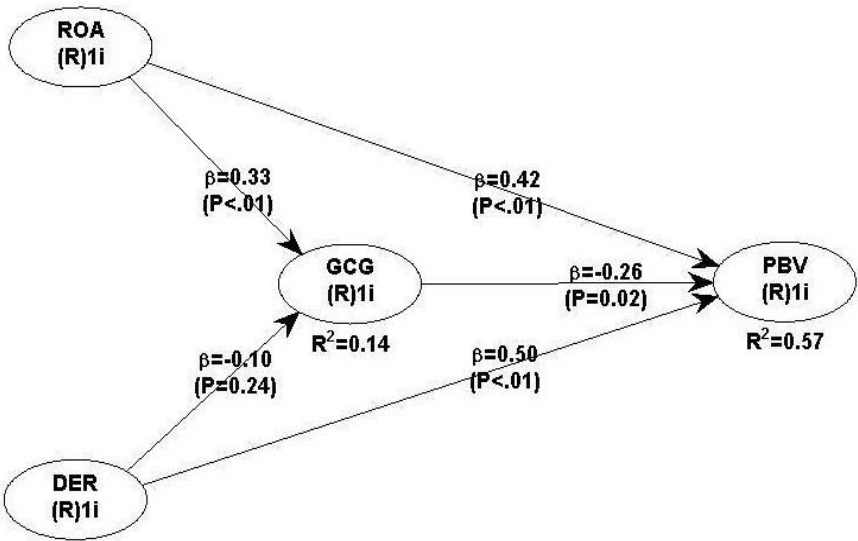 ROA
(R)1i
β=0.33
(P<.01)
β=0.42
(P<.01)
GCG
(R)1i
R²=0.14
β=-0.26
(P=0.02)
PBV
(R)1i
R²=0.57
β=-0.10
(P=0.24)
β=0.50
(P<.01)
DER
(R)1i